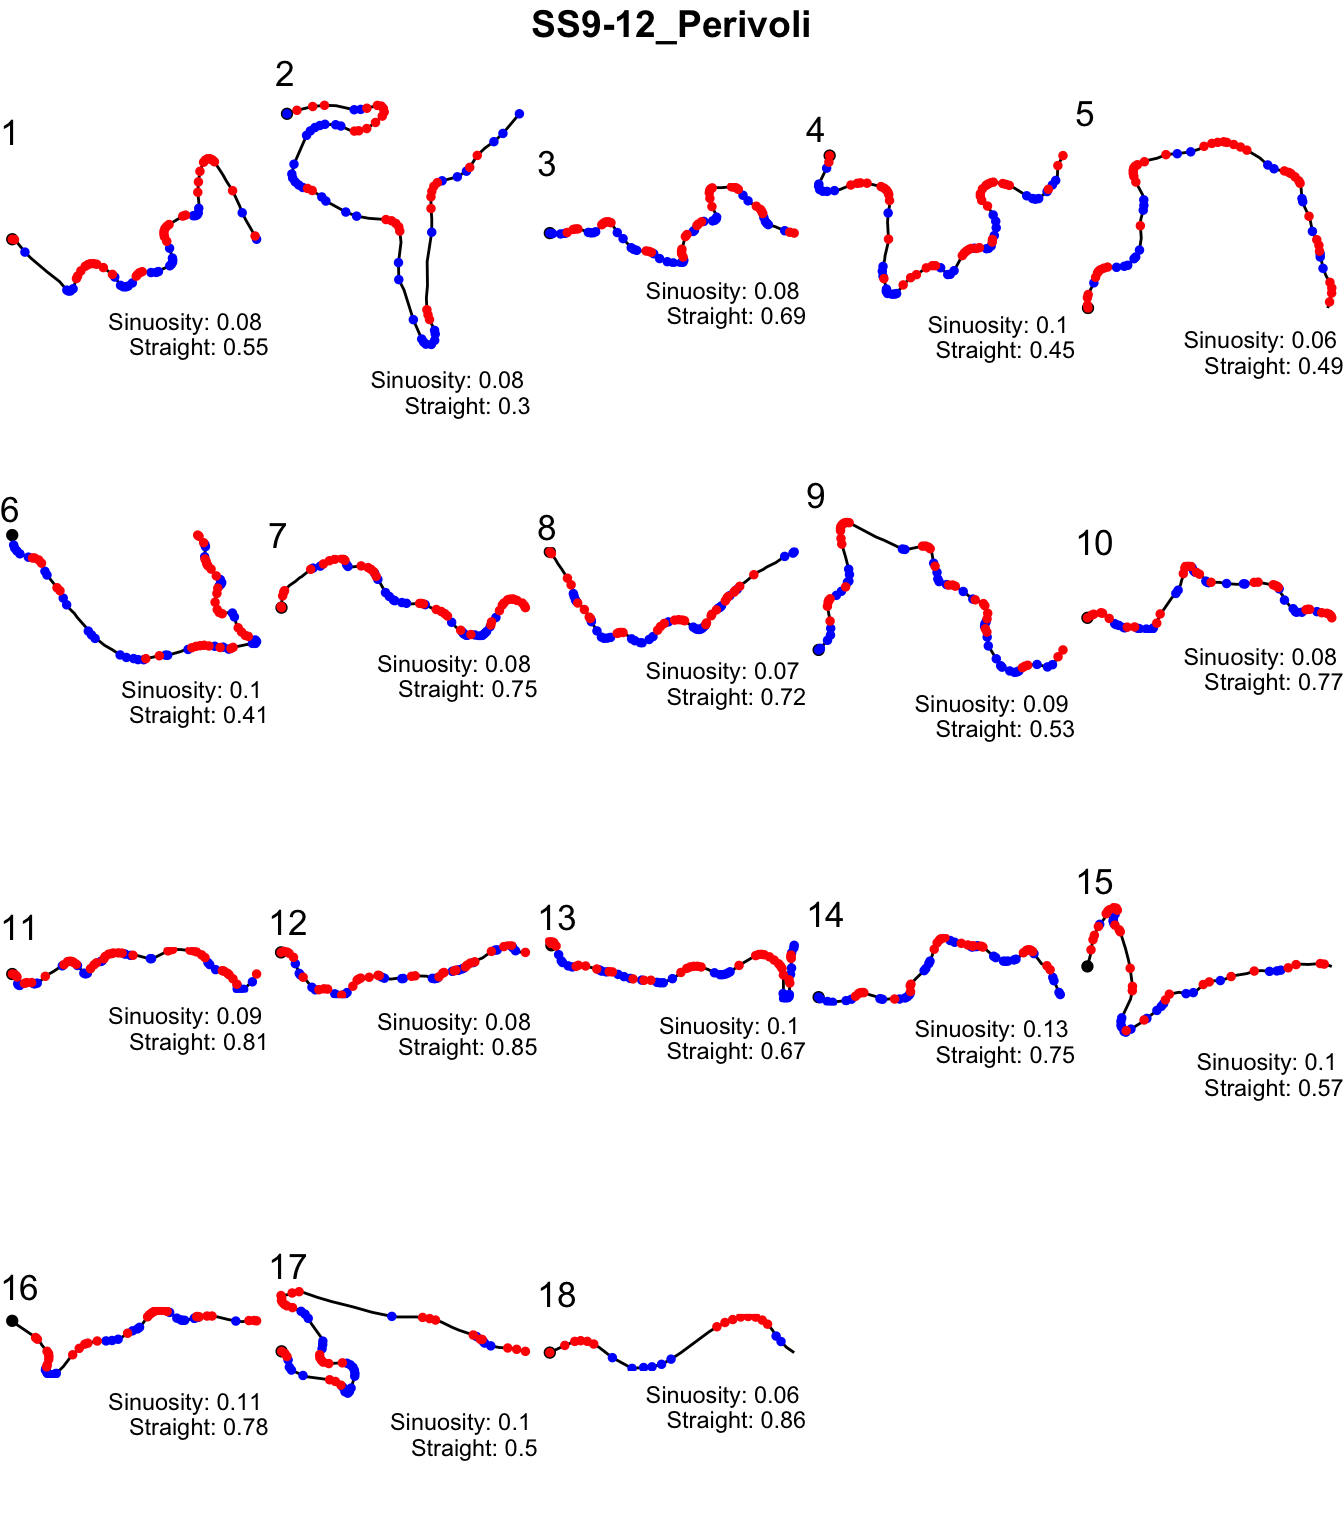 SS9-12_Perivoli
1
Sinuosity: 0.08
Straight: 0.55
2
Sinuosity: 0.08
Straight: 0.3
3
Sinuosity: 0.08
Straight: 0.69
4
Sinuosity: 0.1
Straight: 0.45
5
Sinuosity: 0.06
Straight: 0.49
6
Sinuosity: 0.1
Straight: 0.41
7
Sinuosity: 0.08
Straight: 0.75
8
Sinuosity: 0.07
Straight: 0.72
9
Sinuosity: 0.09
Straight: 0.53
10
Sinuosity: 0.08
Straight: 0.77
11
Sinuosity: 0.09
Straight: 0.81
12
Sinuosity: 0.08
Straight: 0.85
13
Sinuosity: 0.1
Straight: 0.67
14
Sinuosity: 0.13
Straight: 0.75
15
Sinuosity: 0.1
Straight: 0.57
16
Sinuosity: 0.11
Straight: 0.78
17
Sinuosity: 0.1
Straight: 0.5
18
Sinuosity: 0.06
Straight: 0.86